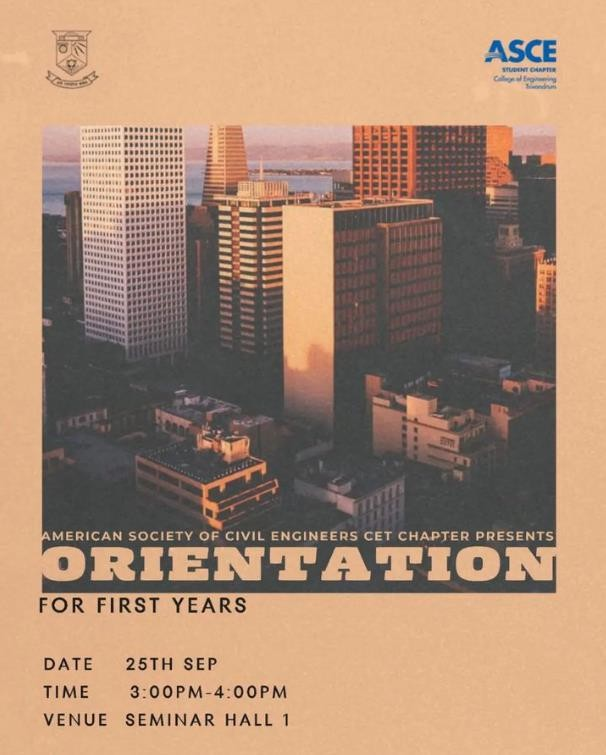 ASCE
STUDENT CHAPTER
College of Engineering
Trivandrum
AMERICAN SOCIETY OF CIVIL ENGINEERS CET CHAPTER PRESENTS
ORIENTATION
FOR FIRST YEARS
DATE 25TH SEP
TIME 3:00PM-4:00PM
VENUE SEMINAR HALL 1